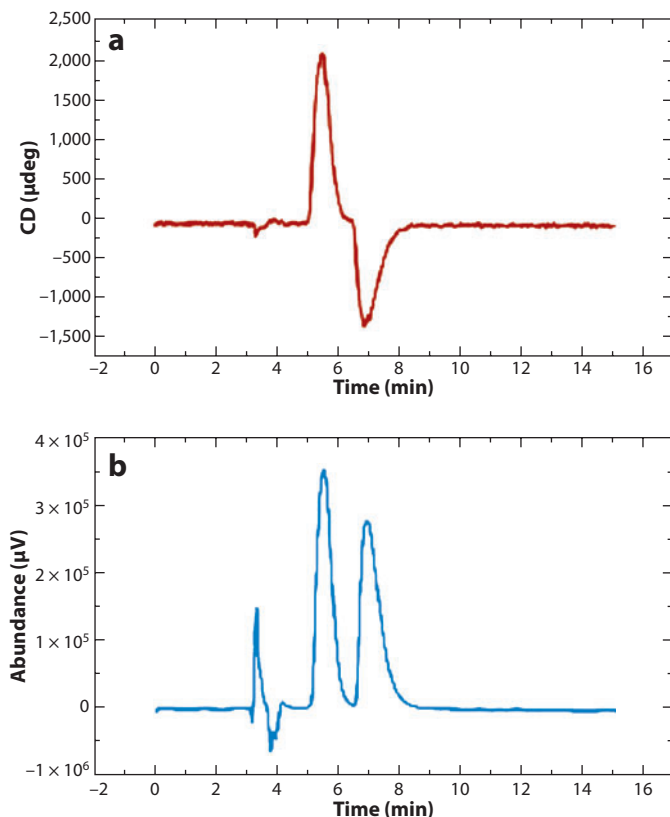 a
2,500
2,000
1,500
1,000
500
0
−500
−1,000
−1,500
CD (μdeg)
−2 0 2 4 6 8 10 12 14 16
Time (min)
b
4 × 10⁵
3 × 10⁵
2 × 10⁵
1 × 10⁵
0
−1 × 10⁶
Abundance (μV)
−2 0 2 4 6 8 10 12 14 16
Time (min)